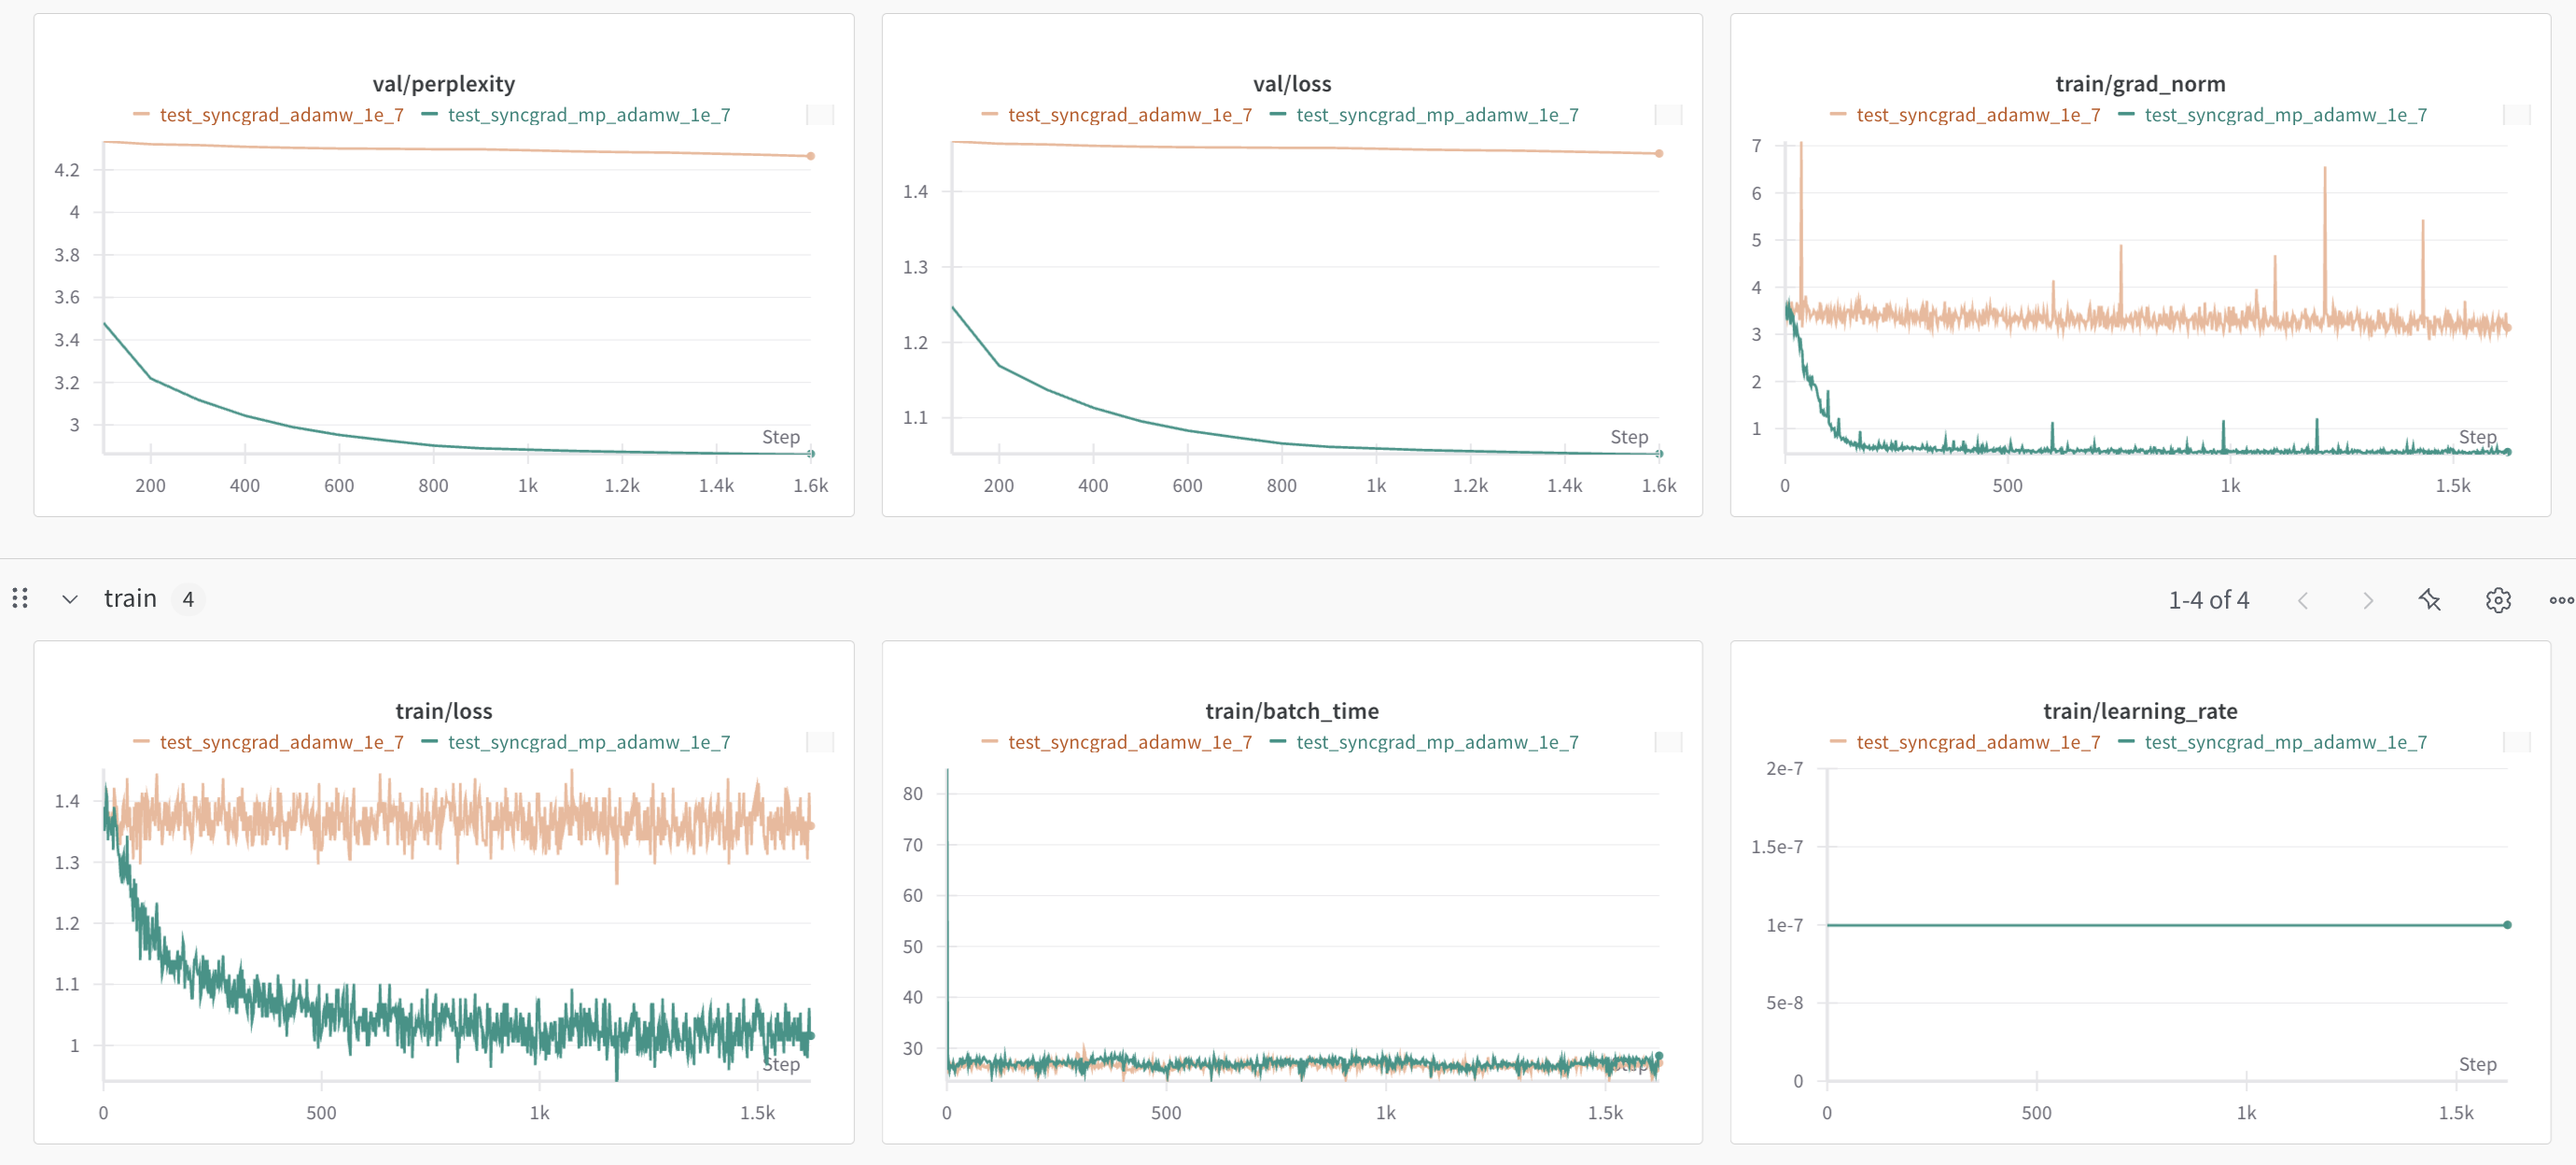 val/perplexity
test_syncgrad_adamw_1e_7 test_syncgrad_mp_adamw_1e_7
4.2
4
3.8
3.6
3.4
3.2
3
Step
200 400 600 800 1k 1.2k 1.4k 1.6k
val/loss
test_syncgrad_adamw_1e_7 test_syncgrad_mp_adamw_1e_7
1.4
1.3
1.2
1.1
Step
200 400 600 800 1k 1.2k 1.4k 1.6k
train/grad_norm
test_syncgrad_adamw_1e_7 test_syncgrad_mp_adamw_1e_7
7
6
5
4
3
2
1
Step
0 500 1k 1.5k
train 4 1-4 of 4
train/loss
test_syncgrad_adamw_1e_7 test_syncgrad_mp_adamw_1e_7
1.4
1.3
1.2
1.1
1
Step
0 500 1k 1.5k
train/batch_time
test_syncgrad_adamw_1e_7 test_syncgrad_mp_adamw_1e_7
80
70
60
50
40
30
Step
0 500 1k 1.5k
train/learning_rate
test_syncgrad_adamw_1e_7 test_syncgrad_mp_adamw_1e_7
2e-7
1.5e-7
1e-7
5e-8
0
Step
0 500 1k 1.5k